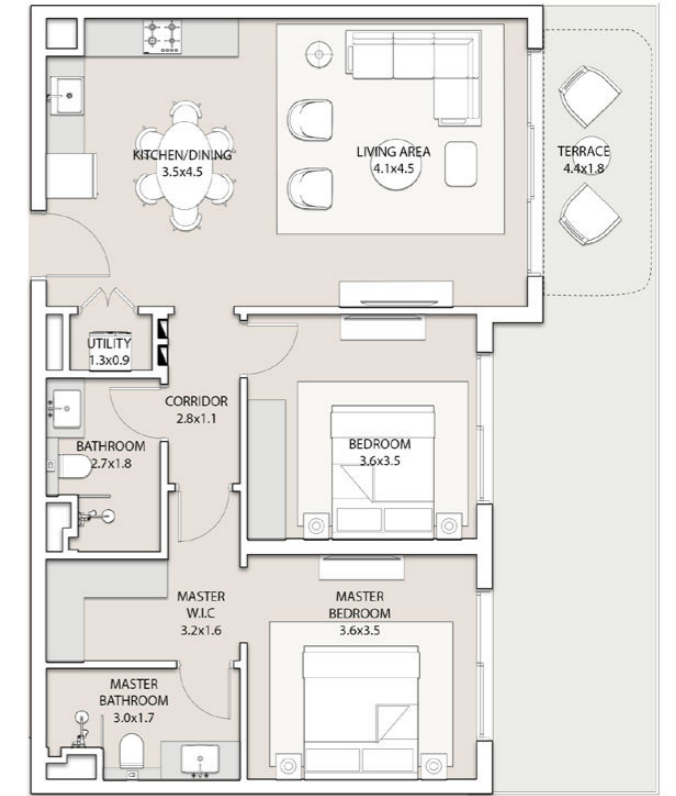 KITCHEN/DINING
3.5x4.5
LIVING AREA
4.1x4.5
TERRACE
4.4x1.8
UTILITY
1.3x0.9
CORRIDOR
2.8x1.1
BATHROOM
2.7x1.8
BEDROOM
3.6x3.5
MASTER
W.I.C
3.2x1.6
MASTER
BEDROOM
3.6x3.5
MASTER
BATHROOM
3.0x1.7